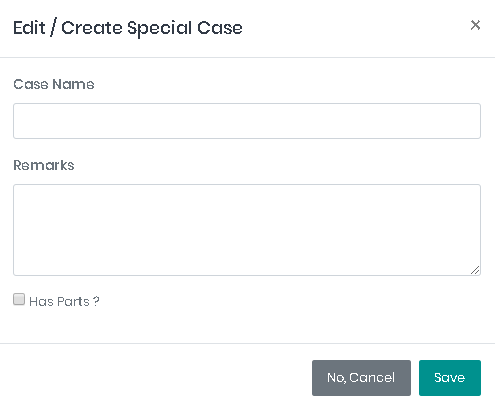 Edit / Create Special Case ×
Case Name
Remarks
Has Parts ?
No, Cancel Save